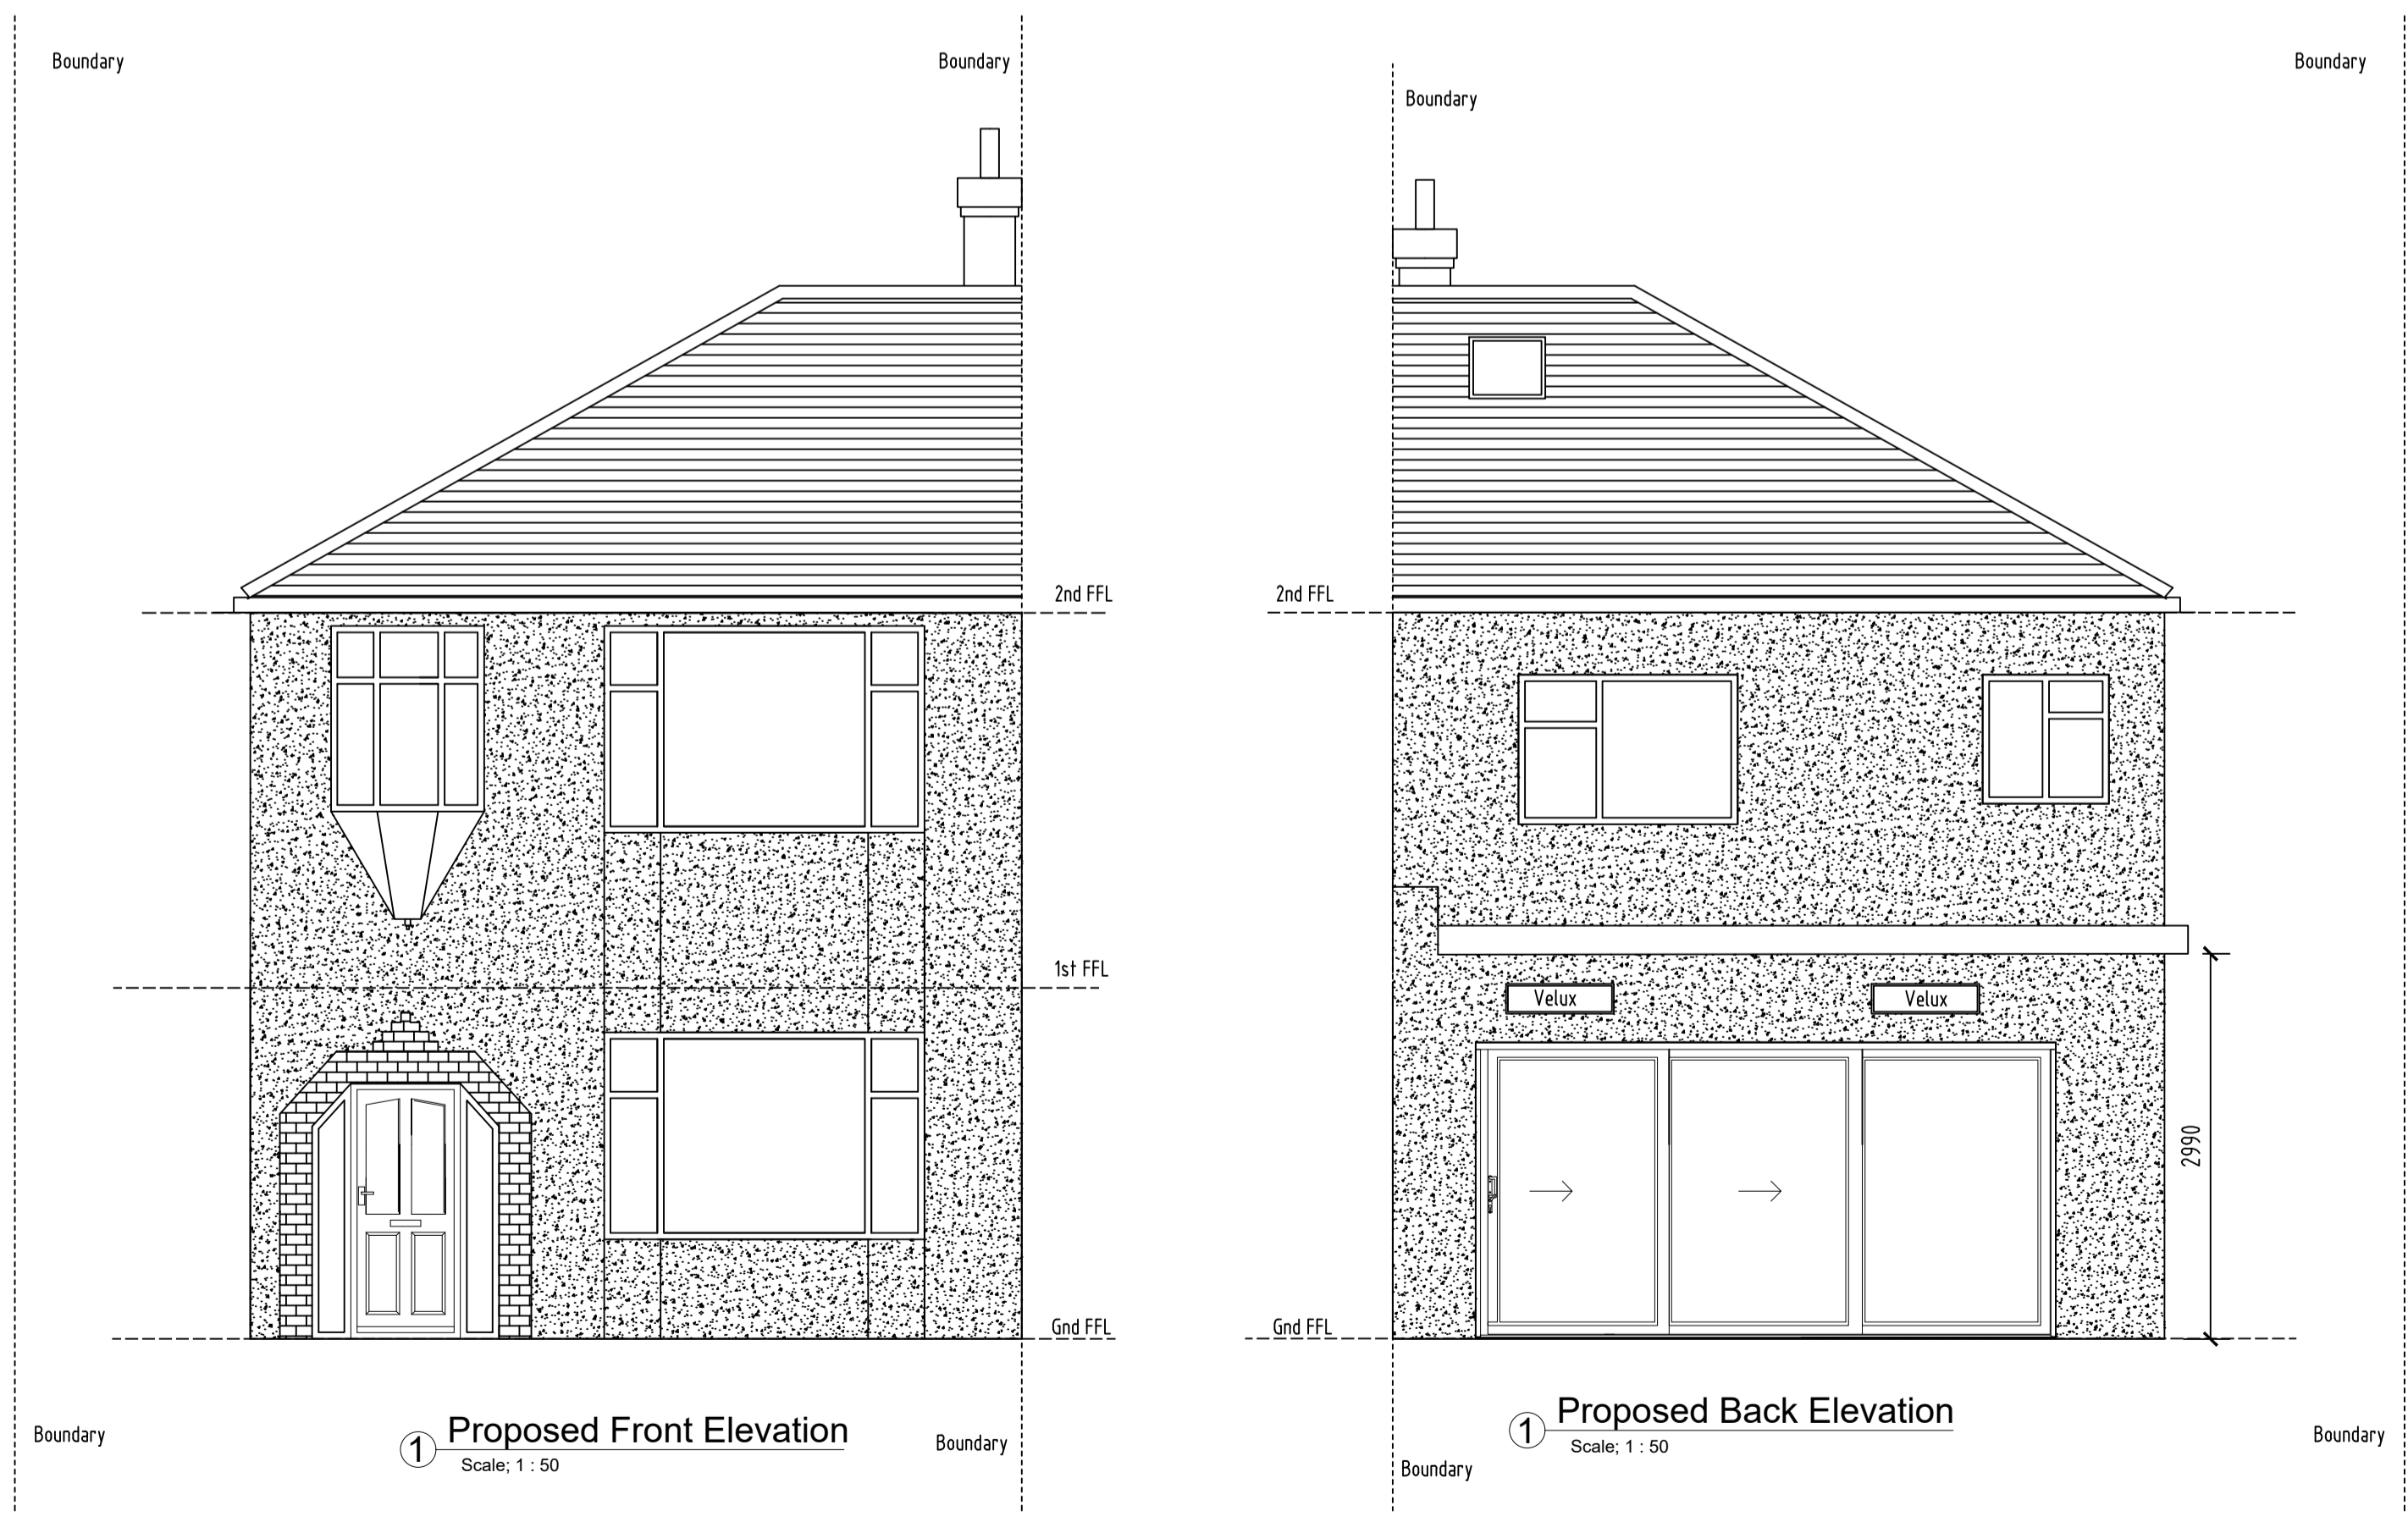 Boundary
Boundary
2nd FFL
1st FFL
Gnd FFL
Boundary
1
Proposed Front Elevation
Scale; 1 : 50
Boundary
Boundary
Boundary
2nd FFL
Velux
Velux
2990
Gnd FFL
1
Proposed Back Elevation
Scale; 1 : 50
Boundary
Boundary